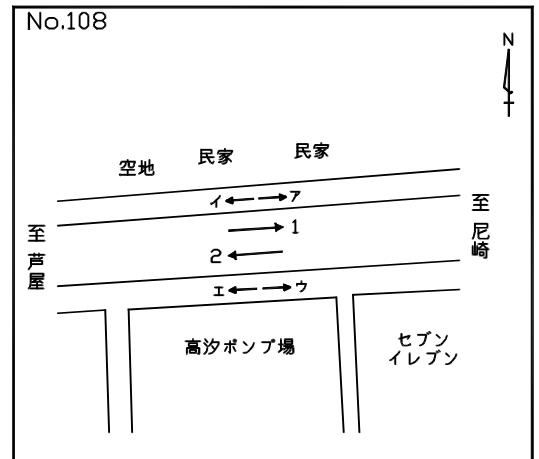 No.108
N
空地
民家
民家
イ
ア
至 芦屋
1
2
至 尼崎
エ
ウ
高汐ポンプ場
セブン
イレブン